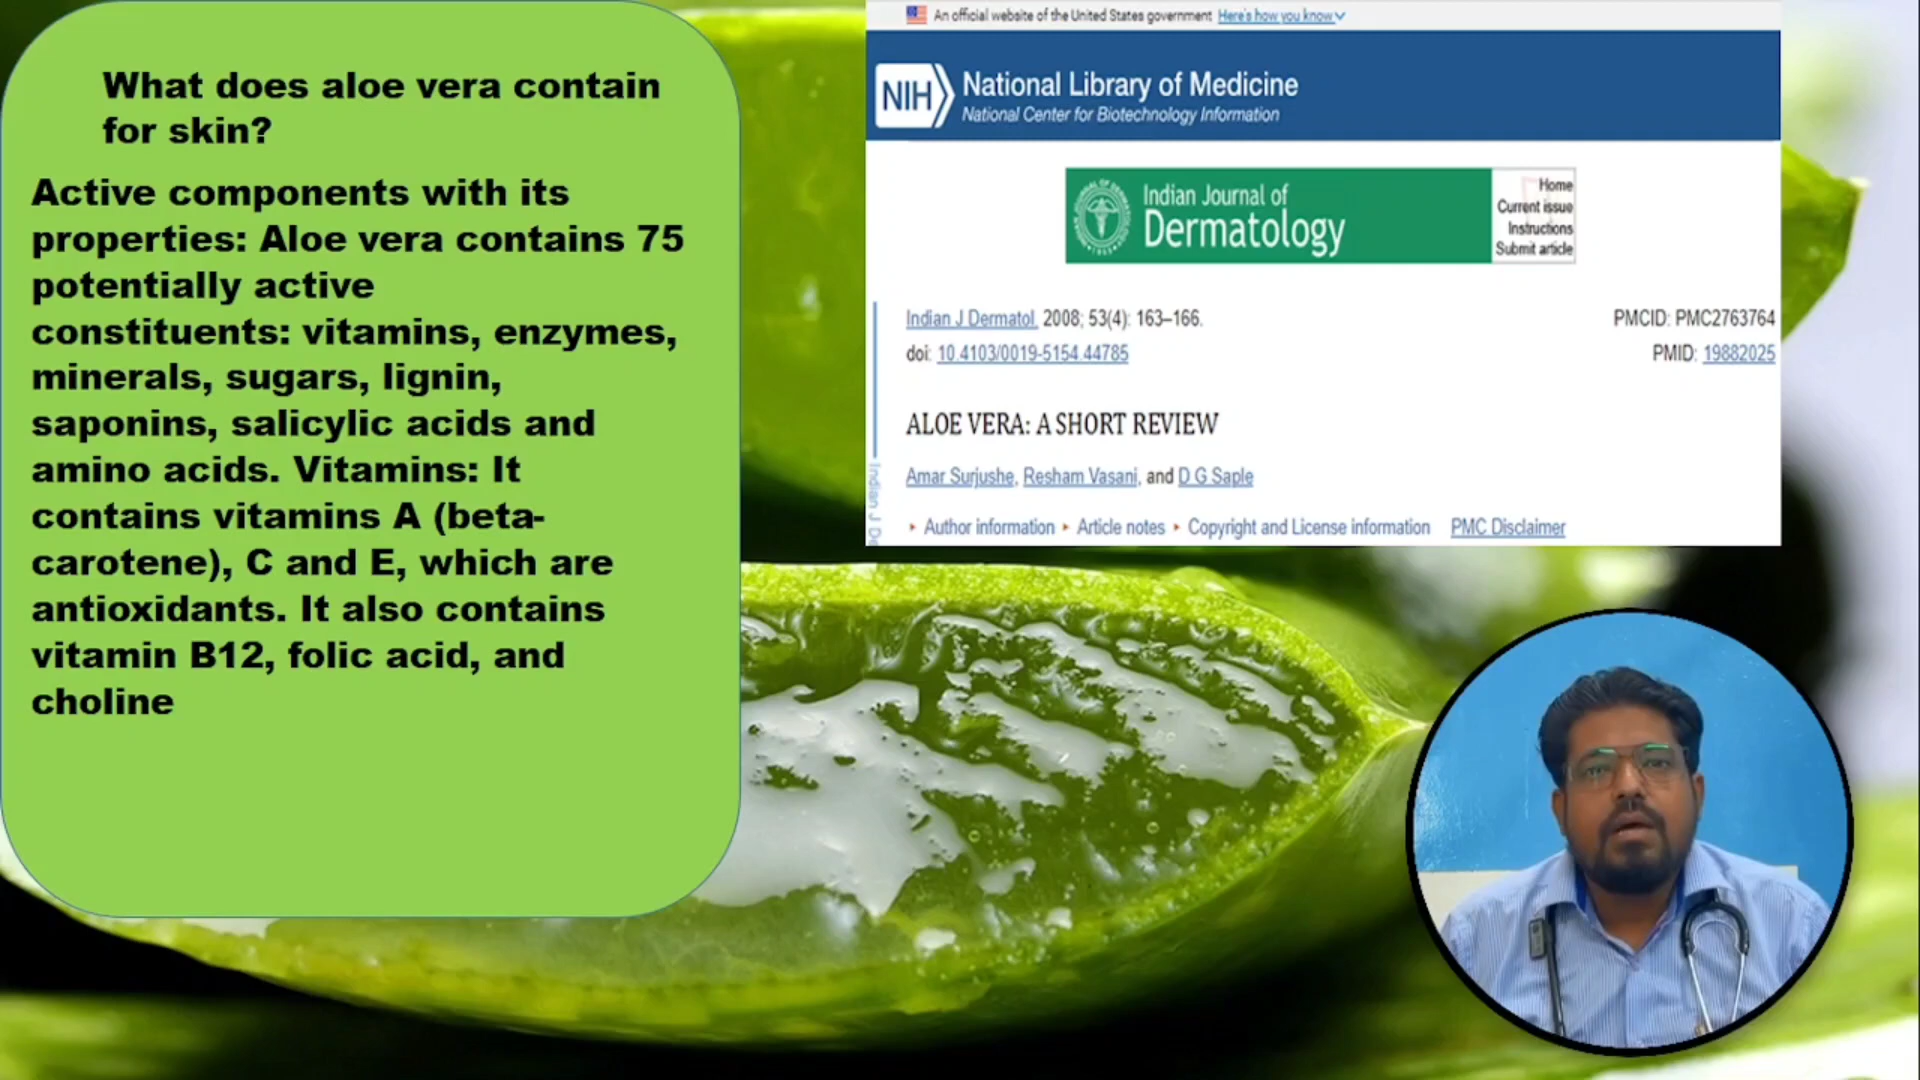 What does aloe vera contain
for skin?
Active components with its
properties: Aloe vera contains 75
potentially active
constituents: vitamins, enzymes,
minerals, sugars, lignin,
saponins, salicylic acids and
amino acids. Vitamins: It
contains vitamins A (beta-
carotene), C and E, which are
antioxidants. It also contains
vitamin B12, folic acid, and
choline
An official website of the United States government Here's how you know
NIH National Library of Medicine
National Center for Biotechnology Information
Indian Journal of
Dermatology
Home
Current issue
Instructions
Submit article
Indian J Dermatol. 2008; 53(4): 163–166.
PMCID: PMC2763764
doi: 10.4103/0019-5154.44785
PMID: 19882025
ALOE VERA: A SHORT REVIEW
Amar Surjushe, Resham Vasani, and D G Saple
Author information Article notes Copyright and License information PMC Disclaimer
Indian J De